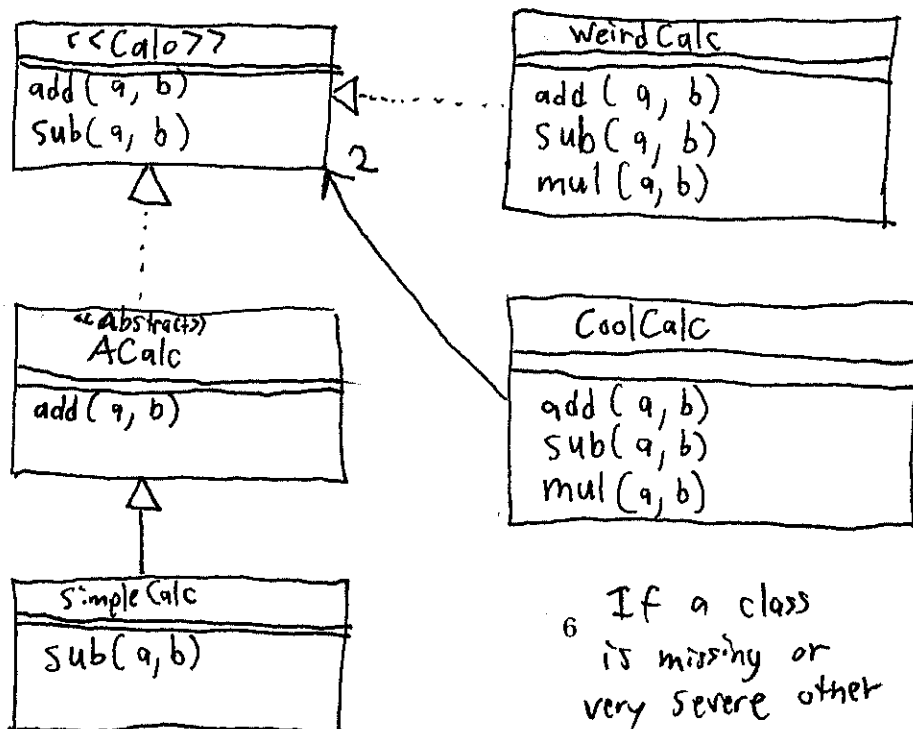 <<Calc>>
add(a, b)
sub(a, b)
2
WeirdCalc
add(a, b)
sub(a, b)
mul(a, b)
<<Abstract>>
ACalc
add(a, b)
CoolCalc
add(a, b)
sub(a, b)
mul(a, b)
SimpleCalc
sub(a,b)
6
If a class
is missing or
very severe other